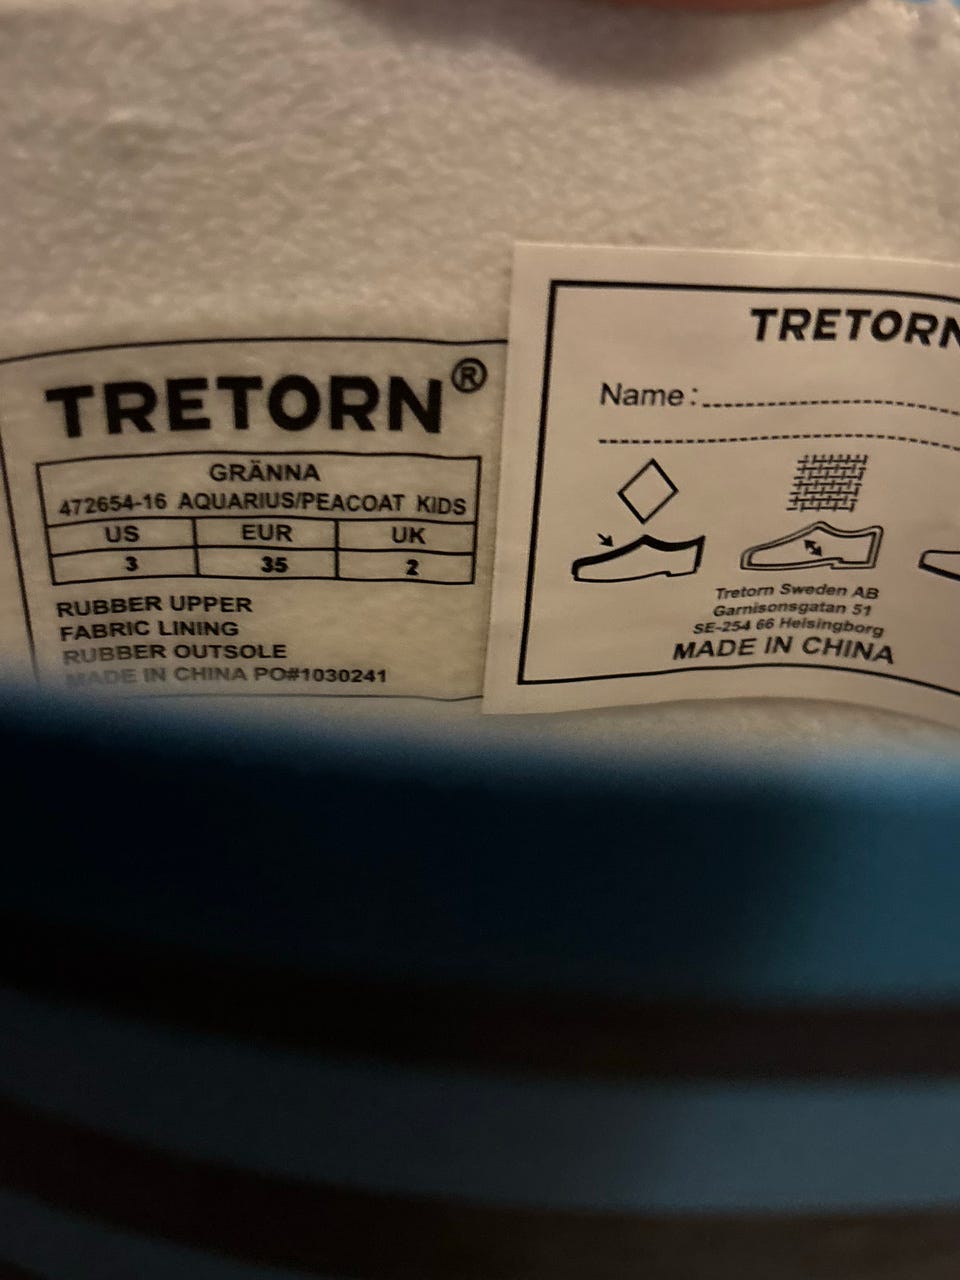 TRETORN®
GRÄNNA
472654-16 AQUARIUS/PEACOAT KIDS
US EUR UK
3 35 2
RUBBER UPPER
FABRIC LINING
RUBBER OUTSOLE
MADE IN CHINA PO#1030241
TRETORN
Name:
Tretorn Sweden AB
Garnisonsgatan 51
SE-254 66 Helsingborg
MADE IN CHINA